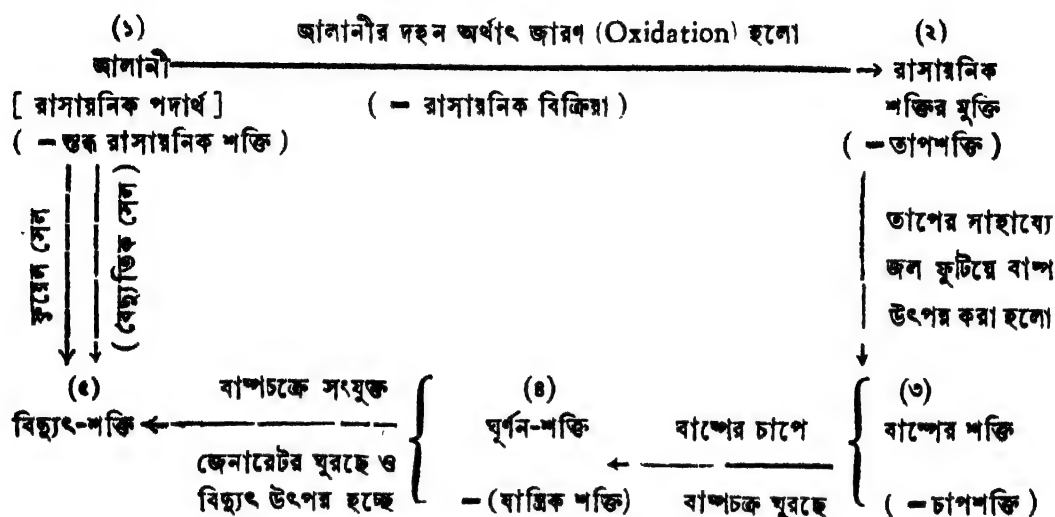 (১) জ্বালানীর দহন অর্থাৎ জারণ (Oxidation) হলো (২)
জ্বালানী → রাসায়নিক
[ রাসায়নিক পদার্থ ] ( = রাসায়নিক বিক্রিয়া ) শক্তির মুক্তি
( = শুদ্ধ রাসায়নিক শক্তি ) ( = তাপশক্তি )
ফুয়েল সেল
( বৈদ্যুতিক সেল )
তাপের সাহায্যে
জল ফুটিয়ে বাষ্প
উৎপন্ন করা হলো
(৫) বাষ্পচক্রে সংযুক্ত (৪) (৩)
বিদ্যুৎ-শক্তি ← ঘূর্ণন-শক্তি বাষ্পের চাপে বাষ্পের শক্তি
জেনারেটর ঘুরছে ও ←
বিদ্যুৎ উৎপন্ন হচ্ছে = (যান্ত্রিক শক্তি) বাষ্পচক্র ঘুরছে ( = চাপশক্তি )